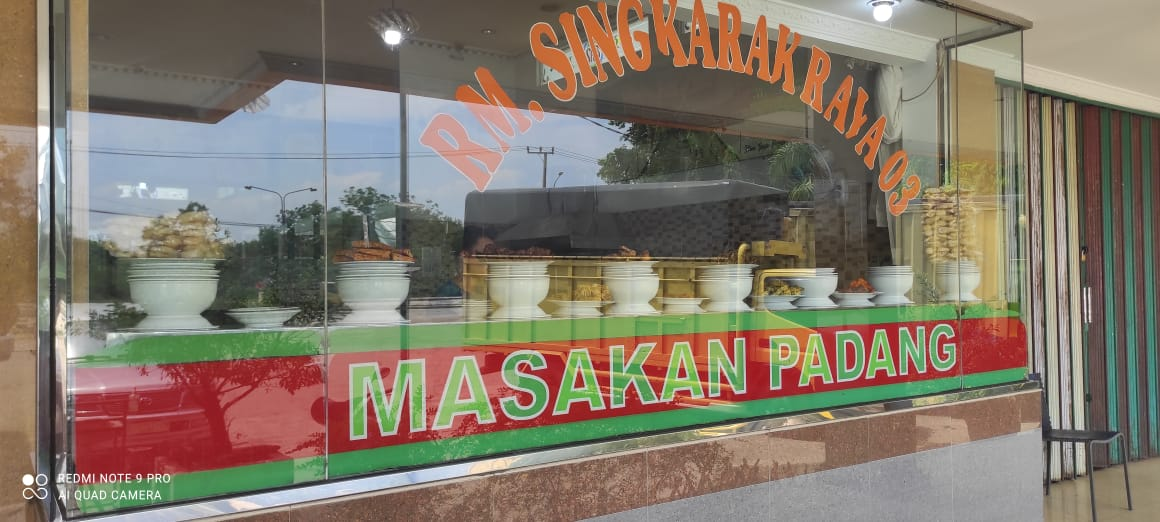 RM. SINGKARAK RAYA 03
MASAKAN PADANG
REDMI NOTE 9 PRO
AI QUAD CAMERA